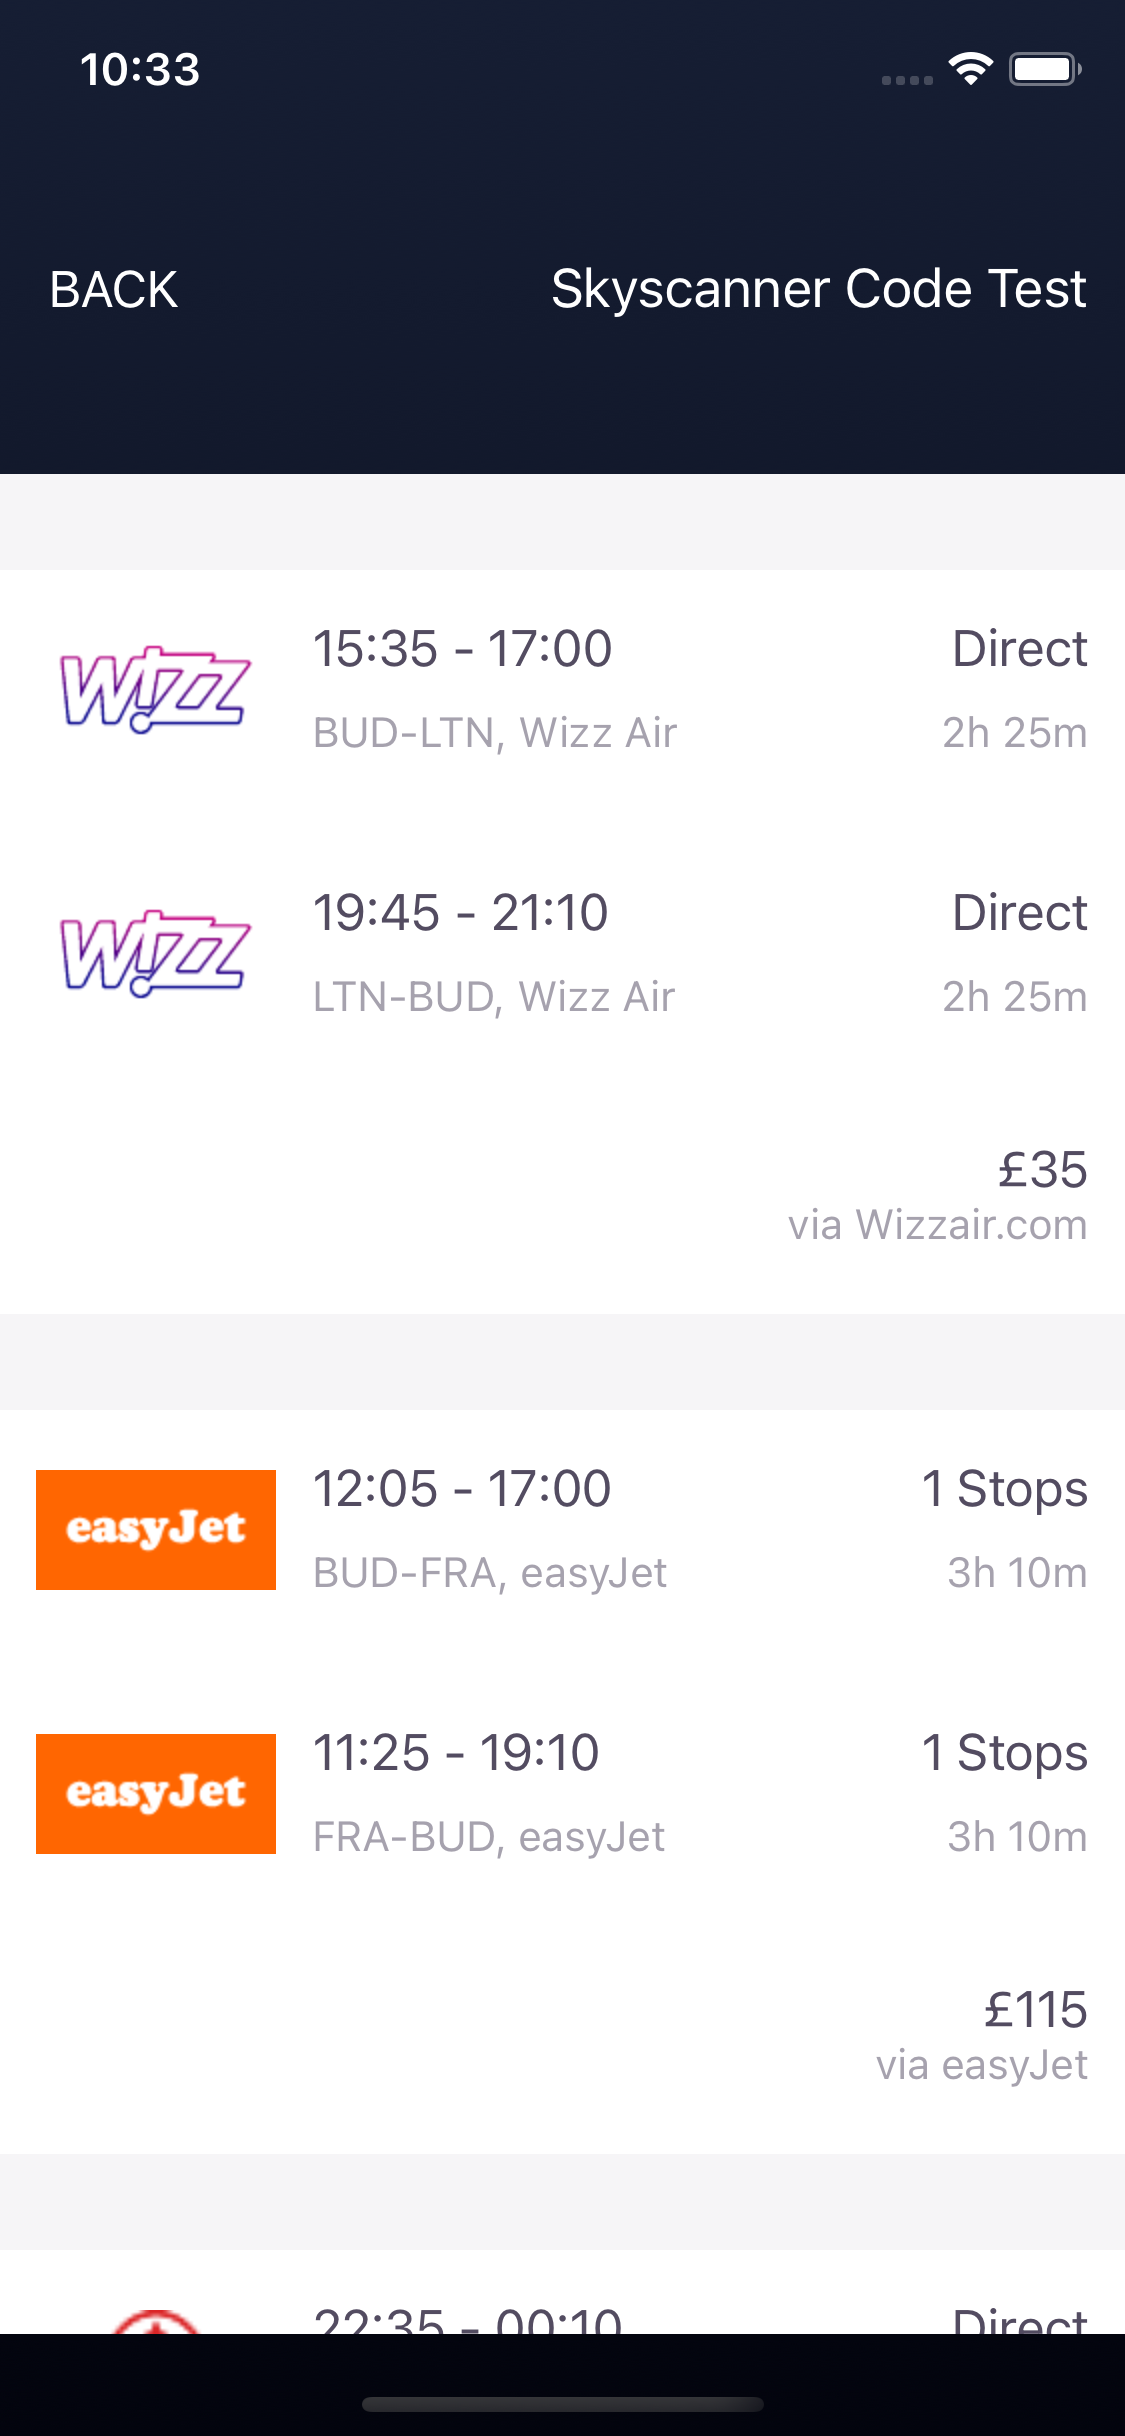 10:33
BACK Skyscanner Code Test
WIZZ 15:35 - 17:00 Direct
BUD-LTN, Wizz Air 2h 25m
WIZZ 19:45 - 21:10 Direct
LTN-BUD, Wizz Air 2h 25m
£35
via Wizzair.com
easyJet 12:05 - 17:00 1 Stops
BUD-FRA, easyJet 3h 10m
easyJet 11:25 - 19:10 1 Stops
FRA-BUD, easyJet 3h 10m
£115
via easyJet
22:35 - 00:10 Direct